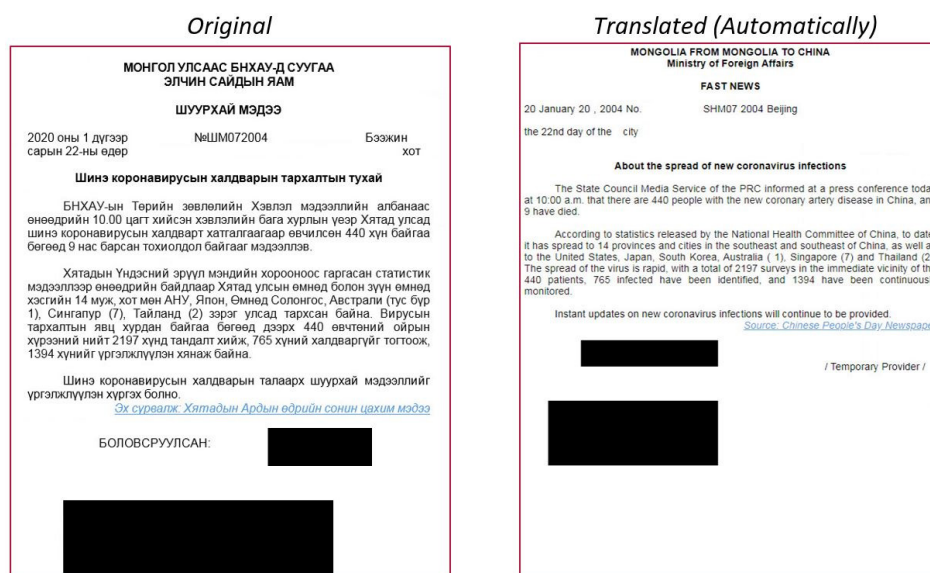 Original
МОНГОЛ УЛСААС БНХАУ-Д СУУГАА
ЭЛЧИН САЙДЫН ЯАМ
ШУУРХАЙ МЭДЭЭ
2020 оны 1 дүгээр №ШМ072004 Бээжин
сарын 22-ны өдөр хот
Шинэ коронавирусын халдварын тархалтын тухай
БНХАУ-ын Төрийн зөвлөлийн Хэвлэл мэдээллийн албанаас
өнөөдрийн 10.00 цагт хийсэн хэвлэлийн бага хурлын үеэр Хятад улсад
шинэ коронавирусын халдварт хатгалгаагаар өвчилсөн 440 хүн байгаа
бөгөөд 9 нас барсан тохиолдол байгааг мэдээллэв.
Хятадын Үндэсний эрүүл мэндийн хорооноос гаргасан статистик
мэдээллээр өнөөдрийн байдлаар Хятад улсын өмнөд болон зүүн өмнөд
хэсгийн 14 муж, хот мөн АНУ, Япон, Өмнөд Солонгос, Австрали (тус бүр
1), Сингапур (7), Тайланд (2) зэрэг улсад тархсан байна. Вирусын
тархалтын явц хурдан байгаа бөгөөд дээрх 440 өвчтөний ойрын
хүрээний нийт 2197 хүнд тандалт хийж, 765 хүний халдваргүйг тогтоож,
1394 хүнийг үргэлжлүүлэн хянаж байна.
Шинэ коронавирусын халдварын талаарх шуурхай мэдээллийг
үргэлжлүүлэн хүргэх болно.
Эх сурвалж: Хятадын Ардын өдрийн сонин цахим мэдээ
БОЛОВСРУУЛСАН:
Translated (Automatically)
MONGOLIA FROM MONGOLIA TO CHINA
Ministry of Foreign Affairs
FAST NEWS
20 January 20 , 2004 No. SHM07 2004 Beijing
the 22nd day of the city
About the spread of new coronavirus infections
The State Council Media Service of the PRC informed at a press conference toda
at 10:00 a.m. that there are 440 people with the new coronary artery disease in China, an
9 have died.
According to statistics released by the National Health Committee of China, to date
it has spread to 14 provinces and cities in the southeast and southeast of China, as well a
to the United States, Japan, South Korea, Australia ( 1), Singapore (7) and Thailand (2)
The spread of the virus is rapid, with a total of 2197 surveys in the immediate vicinity of th
440 patients, 765 infected have been identified, and 1394 have been continuous
monitored.
Instant updates on new coronavirus infections will continue to be provided.
Source: Chinese People's Day Newspape
/ Temporary Provider /